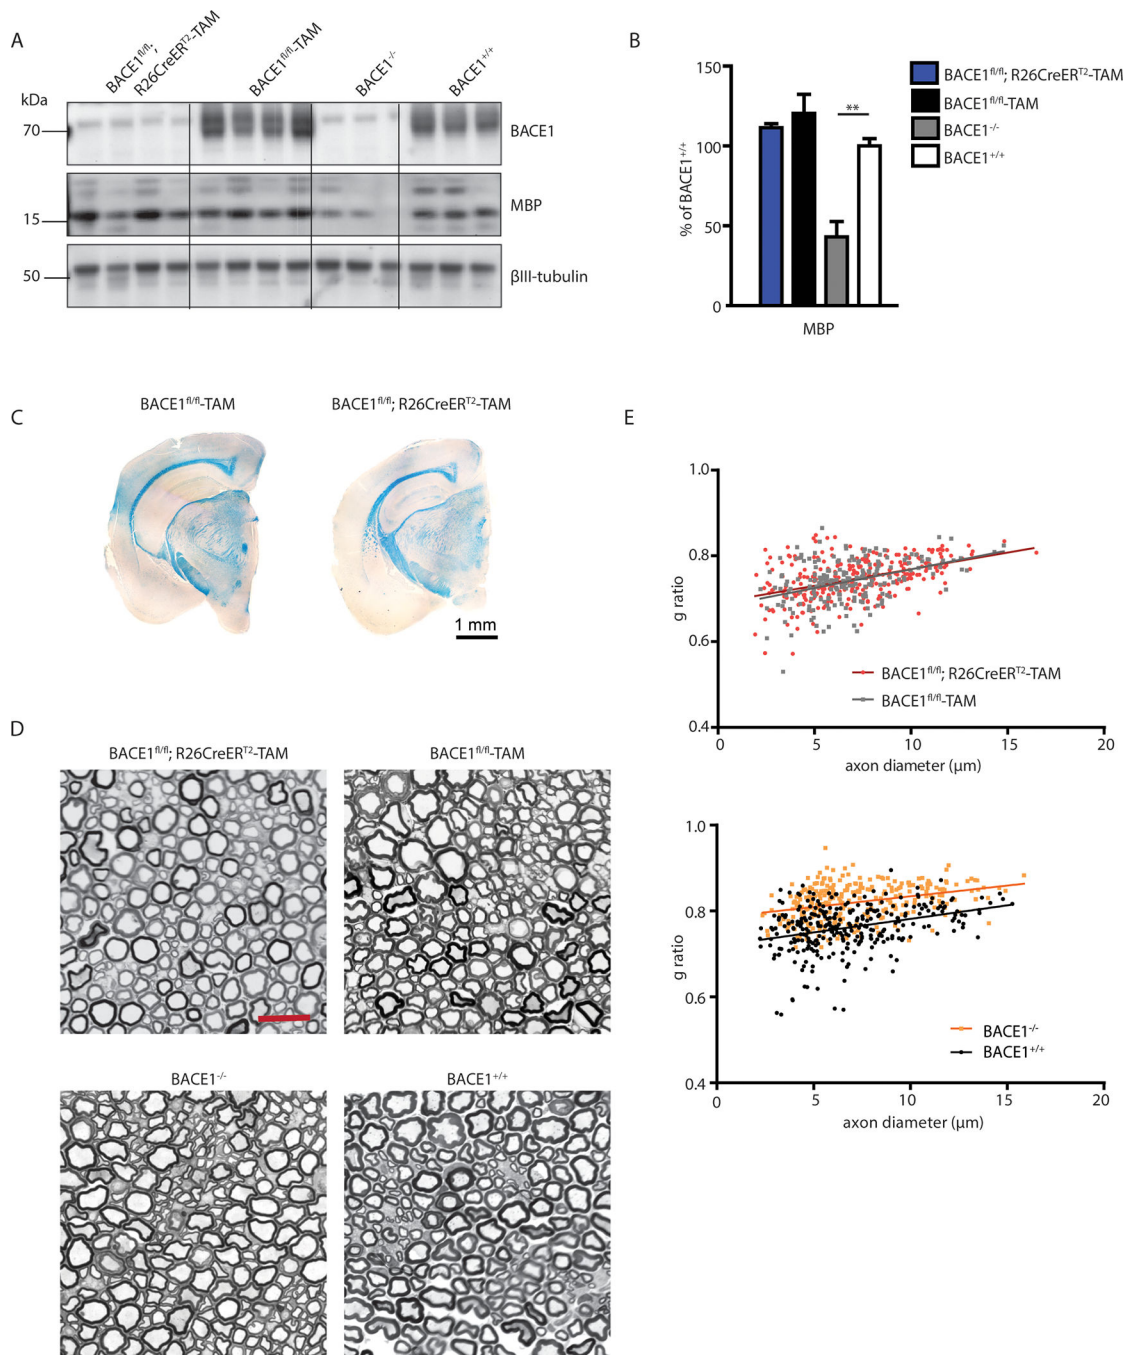 A
BACE1fl/fl;
R26CreERT2-TAM
BACE1fl/fl-TAM
BACE1-/-
BACE1+/+
kDa
70
BACE1
15
MBP
50
βIII-tubulin
B
% of BACE1+/+
150
100
50
0
**
MBP
BACE1fl/fl; R26CreERT2-TAM
BACE1fl/fl-TAM
BACE1-/-
BACE1+/+
C
BACE1fl/fl-TAM
BACE1fl/fl; R26CreERT2-TAM
1 mm
D
BACE1fl/fl; R26CreERT2-TAM
BACE1fl/fl-TAM
BACE1-/-
BACE1+/+
E
g ratio
1.0
0.8
0.6
0.4
BACE1fl/fl; R26CreERT2-TAM
BACE1fl/fl-TAM
0 5 10 15 20
axon diameter (μm)
g ratio
1.0
0.8
0.6
0.4
BACE1-/-
BACE1+/+
0 5 10 15 20
axon diameter (μm)